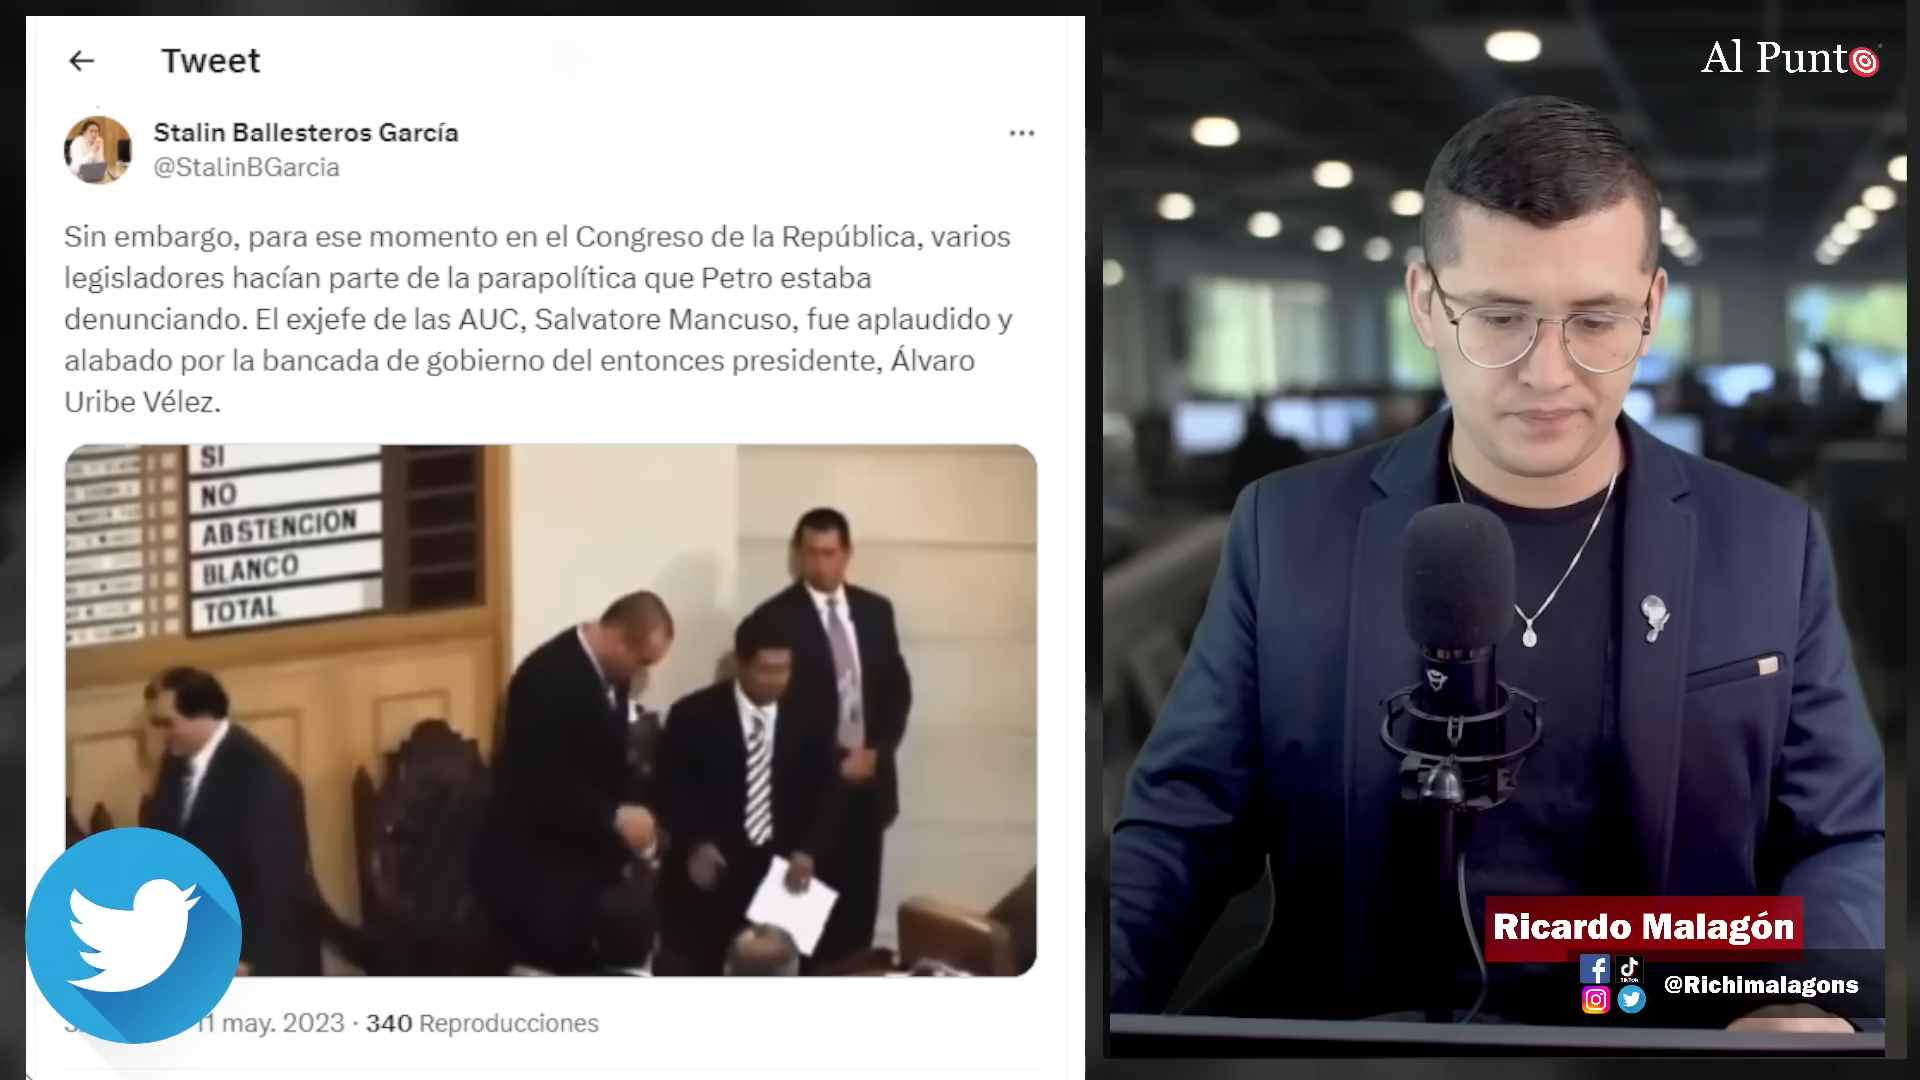 Tweet
Stalin Ballesteros García
@StalinBGarcia
Sin embargo, para ese momento en el Congreso de la República, varios
legisladores hacían parte de la parapolítica que Petro estaba
denunciando. El exjefe de las AUC, Salvatore Mancuso, fue aplaudido y
alabado por la bancada de gobierno del entonces presidente, Álvaro
Uribe Vélez.
SI
NO
ABSTENCION
BLANCO
TOTAL
11 may. 2023 · 340 Reproducciones
Al Punto
Ricardo Malagón
TikTok
@Richimalagons